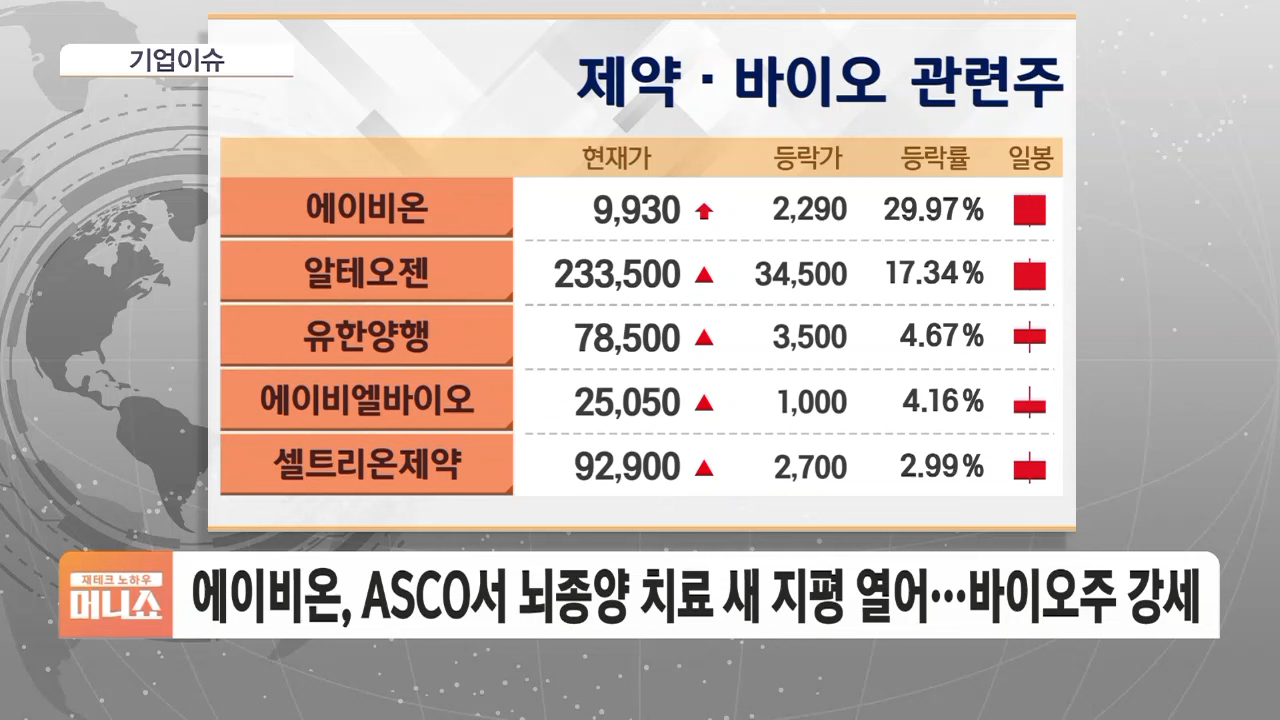 기업이슈
제약·바이오 관련주
현재가 등락가 등락률 일봉
에이비온 9,930 2,290 29.97%
알테오젠 233,500 34,500 17.34%
유한양행 78,500 3,500 4.67%
에이비엘바이오 25,050 1,000 4.16%
셀트리온제약 92,900 2,700 2.99%
재테크 노하우
머니쇼
에이비온, ASCO서 뇌종양 치료 새 지평 열어…바이오주 강세